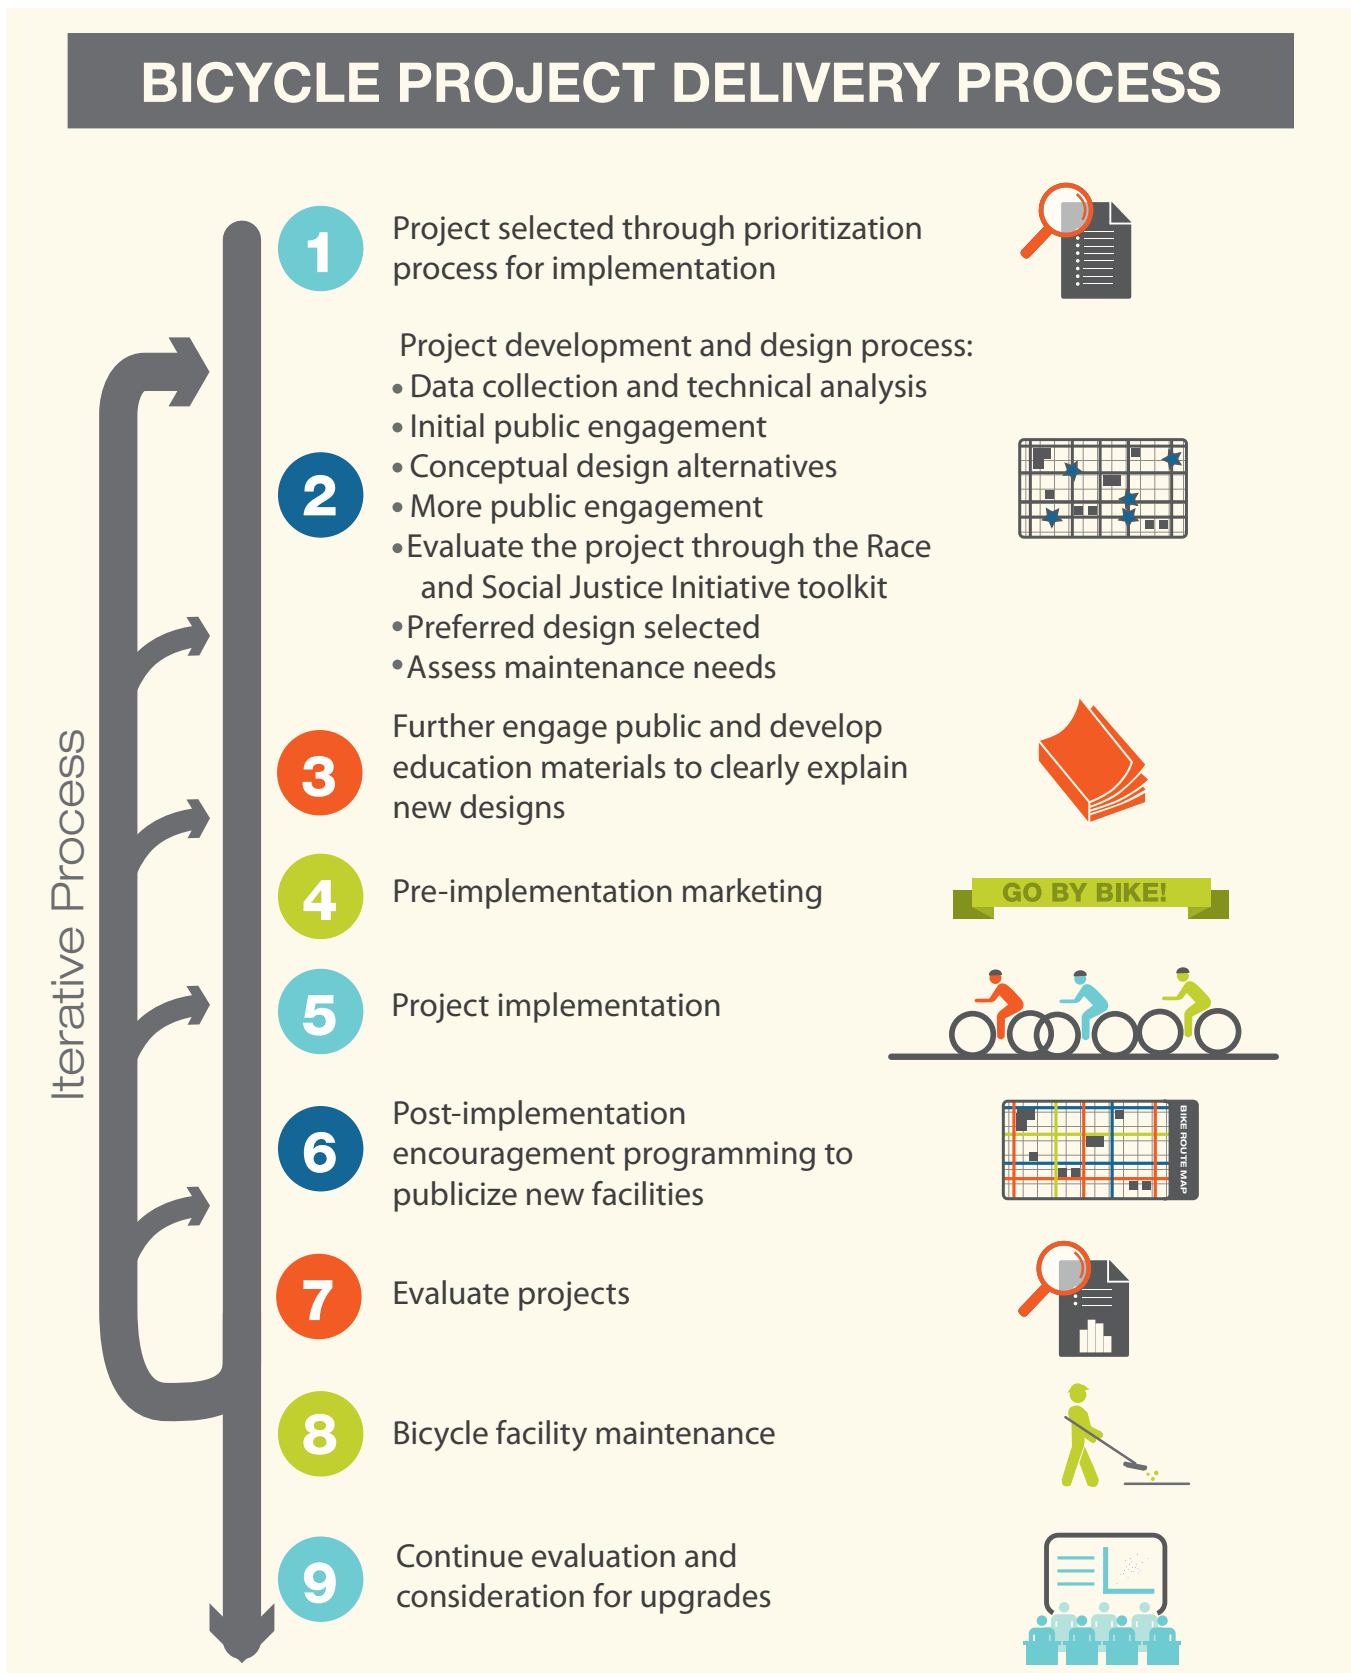 BICYCLE PROJECT DELIVERY PROCESS
Iterative Process
1
Project selected through prioritization
process for implementation
2
Project development and design process:
• Data collection and technical analysis
• Initial public engagement
• Conceptual design alternatives
• More public engagement
• Evaluate the project through the Race
and Social Justice Initiative toolkit
• Preferred design selected
• Assess maintenance needs
3
Further engage public and develop
education materials to clearly explain
new designs
4
Pre-implementation marketing
GO BY BIKE!
5
Project implementation
6
Post-implementation
encouragement programming to
publicize new facilities
BIKE ROUTE MAP
7
Evaluate projects
8
Bicycle facility maintenance
9
Continue evaluation and
consideration for upgrades